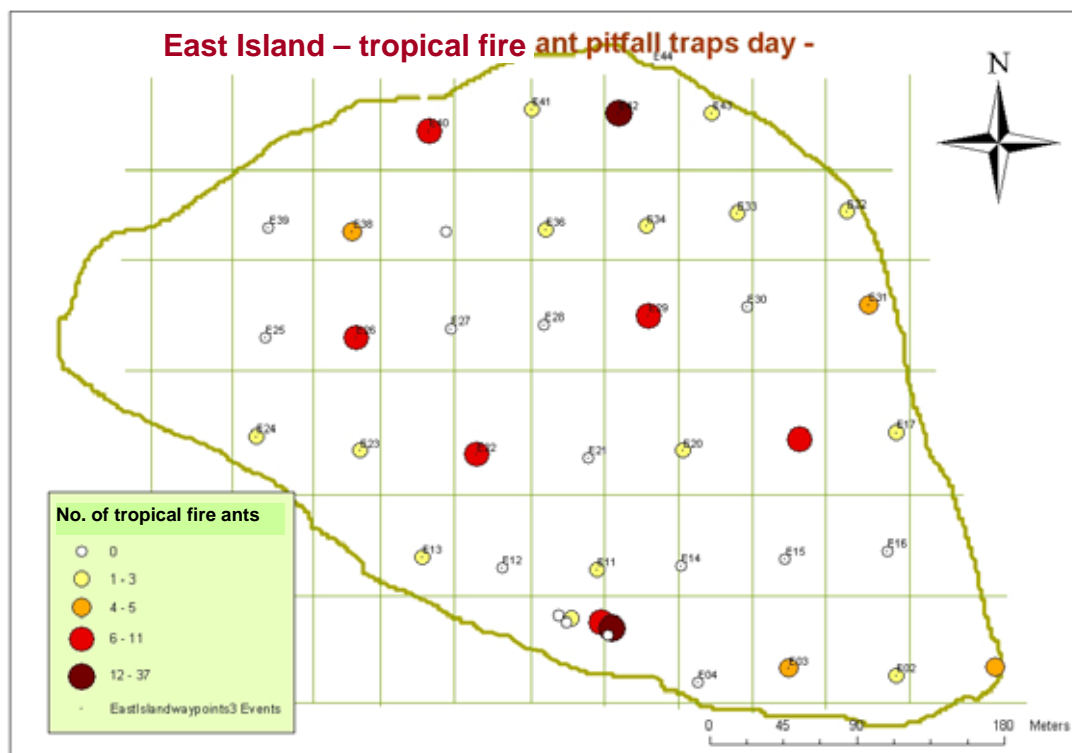 East Island – tropical fire ant pitfall traps day -
E44
N
E41
E43
E40
E39
E38
E36
E34
E33
E32
E31
E30
E29
E28
E27
E26
E25
E24
E23
E22
E21
E20
E17
E16
E15
E14
E13
E12
E11
E04
E03
E02
No. of tropical fire ants
0
1 - 3
4 - 5
6 - 11
12 - 37
EastIslandwaypoints3 Events
0 45 90 180 Meters